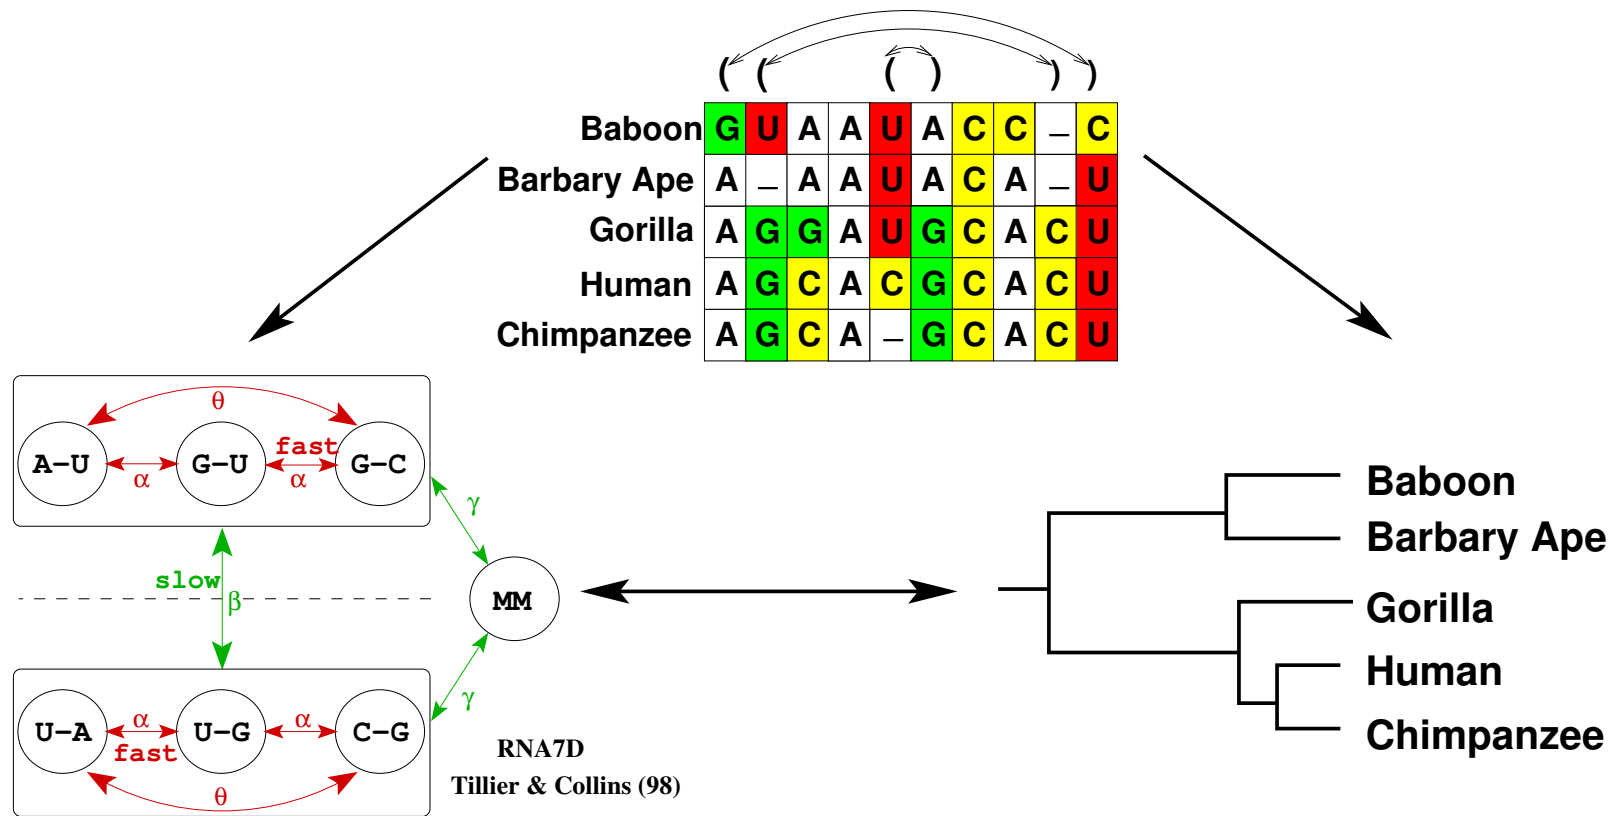 ( ( ( ) ) )
Baboon G U A A U A C C – C
Barbary Ape A – A A U A C A – U
Gorilla A G G A U G C A C U
Human A G C A C G C A C U
Chimpanzee A G C A – G C A C U
θ
fast
A–U G–U G–C
α α
γ
slow
β
MM
γ
α α
U–A U–G C–G
fast
θ
RNA7D
Tillier & Collins (98)
Baboon
Barbary Ape
Gorilla
Human
Chimpanzee